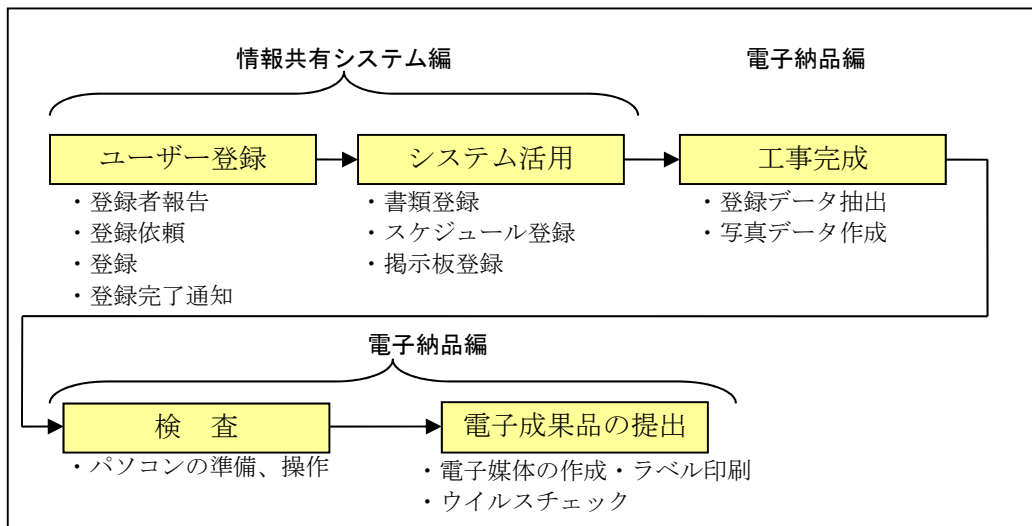 情報共有システム編
電子納品編
ユーザー登録
システム活用
工事完成
・登録者報告
・登録依頼
・登録
・登録完了通知
・書類登録
・スケジュール登録
・掲示板登録
・登録データ抽出
・写真データ作成
電子納品編
検　査
電子成果品の提出
・パソコンの準備、操作
・電子媒体の作成・ラベル印刷
・ウイルスチェック